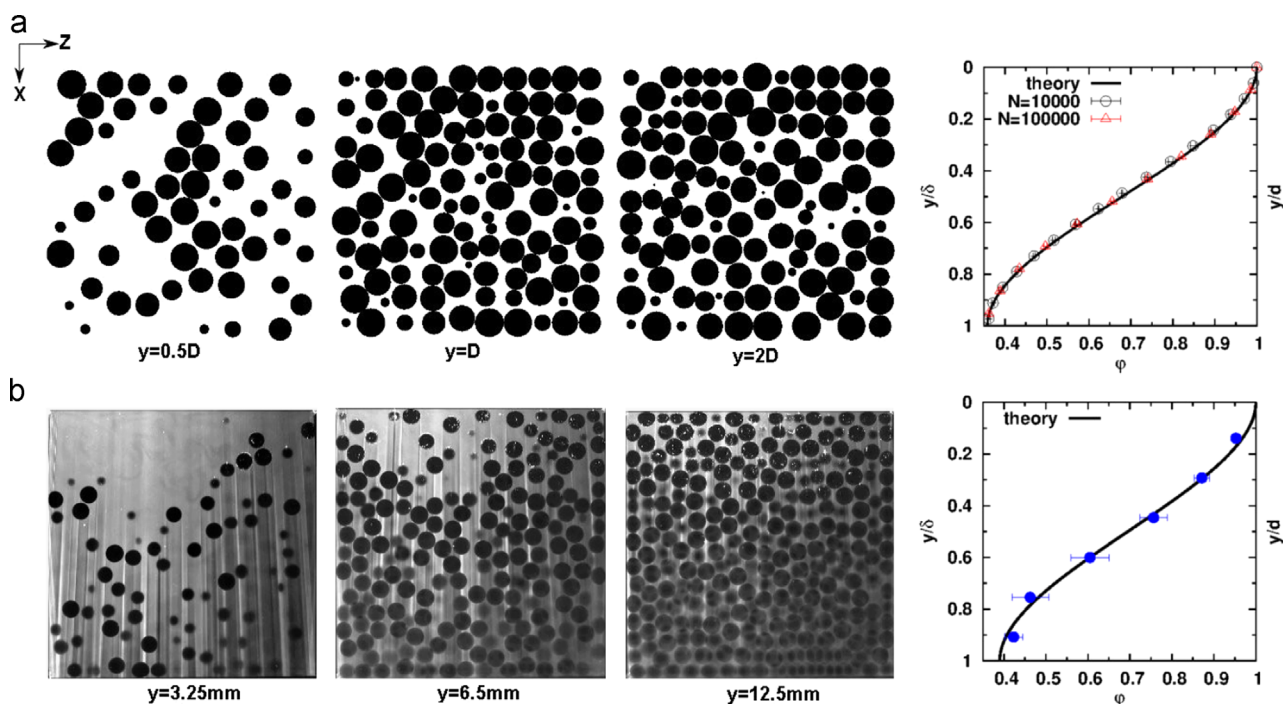 a
Z
X
y=0.5D
y=D
y=2D
theory
N=10000
N=100000
0
0.2
0.4
0.6
0.8
1
y/δ
y/d
0.4 0.5 0.6 0.7 0.8 0.9 1
φ
b
y=3.25mm
y=6.5mm
y=12.5mm
theory
0
0.2
0.4
0.6
0.8
1
y/δ
y/d
0.4 0.5 0.6 0.7 0.8 0.9 1
φ